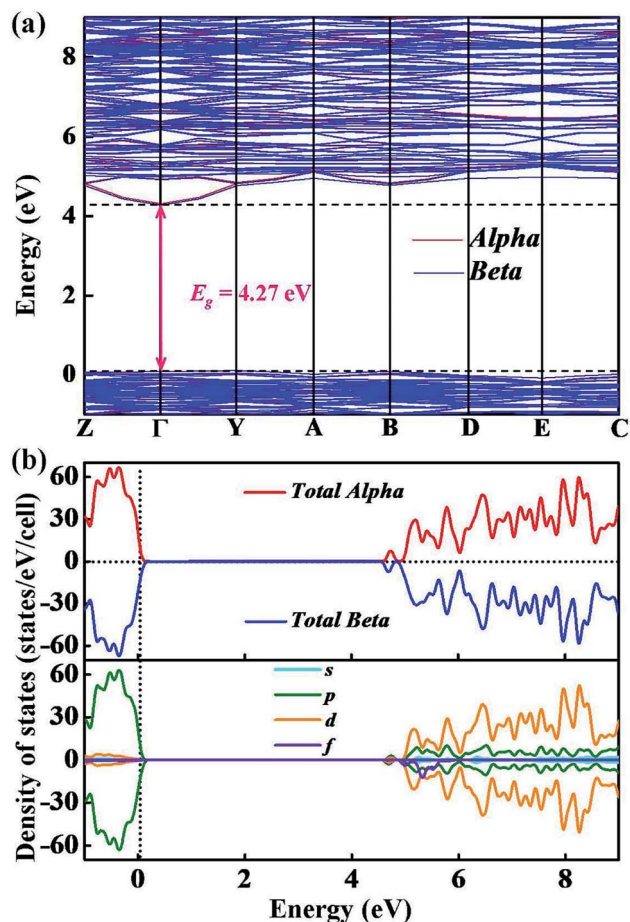 (a)
Energy (eV)
8
6
4
2
0
Alpha
Beta
Eg = 4.27 eV
Z Γ Y A B D E C
(b)
Density of states (states/eV/cell)
60
30
0
-30
-60
Total Alpha
Total Beta
60
30
0
-30
-60
s
p
d
f
0 2 4 6 8
Energy (eV)